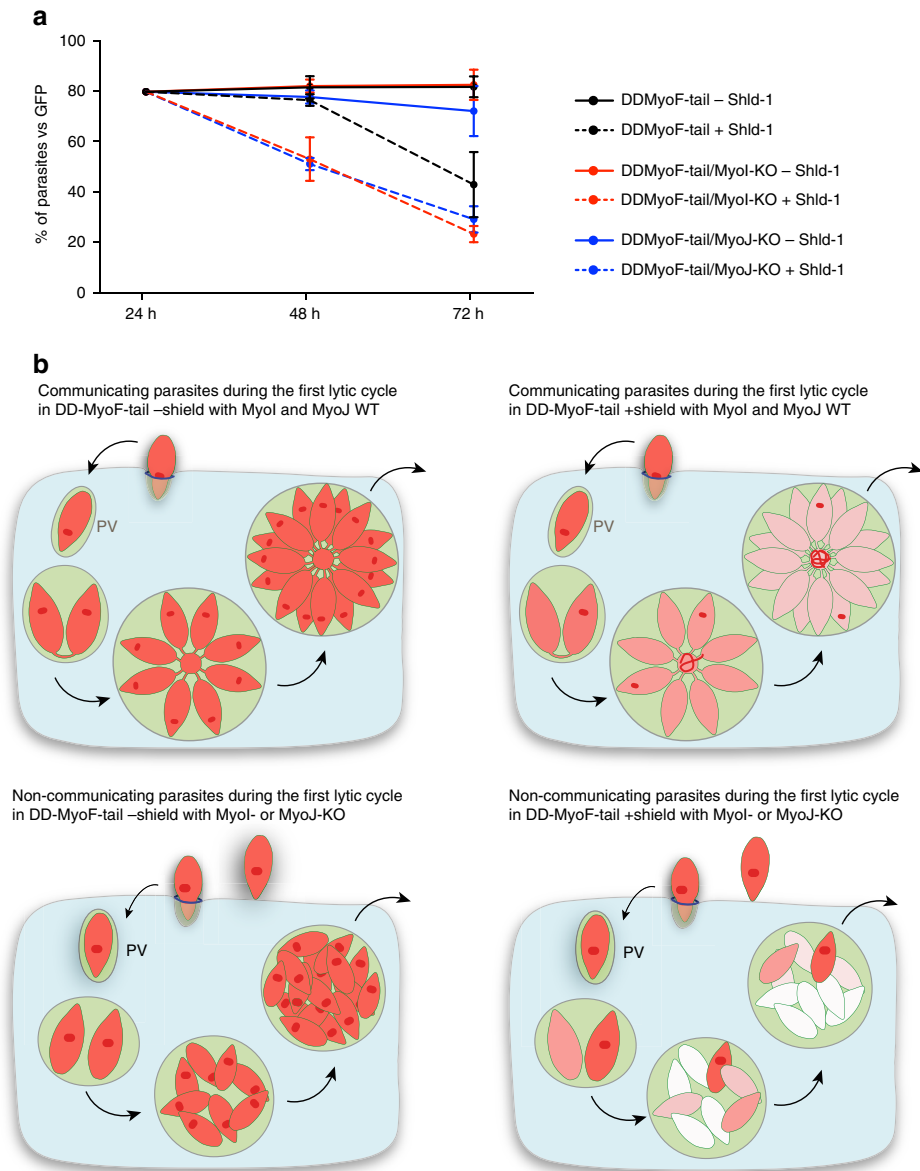 a
% of parasites vs GFP
100
80
60
40
20
0
24 h
48 h
72 h
DDMyoF-tail – Shld-1
DDMyoF-tail + Shld-1
DDMyoF-tail/MyoI-KO – Shld-1
DDMyoF-tail/MyoI-KO + Shld-1
DDMyoF-tail/MyoJ-KO – Shld-1
DDMyoF-tail/MyoJ-KO + Shld-1
b
Communicating parasites during the first lytic cycle
in DD-MyoF-tail –shield with MyoI and MyoJ WT
PV
Communicating parasites during the first lytic cycle
in DD-MyoF-tail +shield with MyoI and MyoJ WT
PV
Non-communicating parasites during the first lytic cycle
in DD-MyoF-tail –shield with MyoI- or MyoJ-KO
PV
Non-communicating parasites during the first lytic cycle
in DD-MyoF-tail +shield with MyoI- or MyoJ-KO
PV